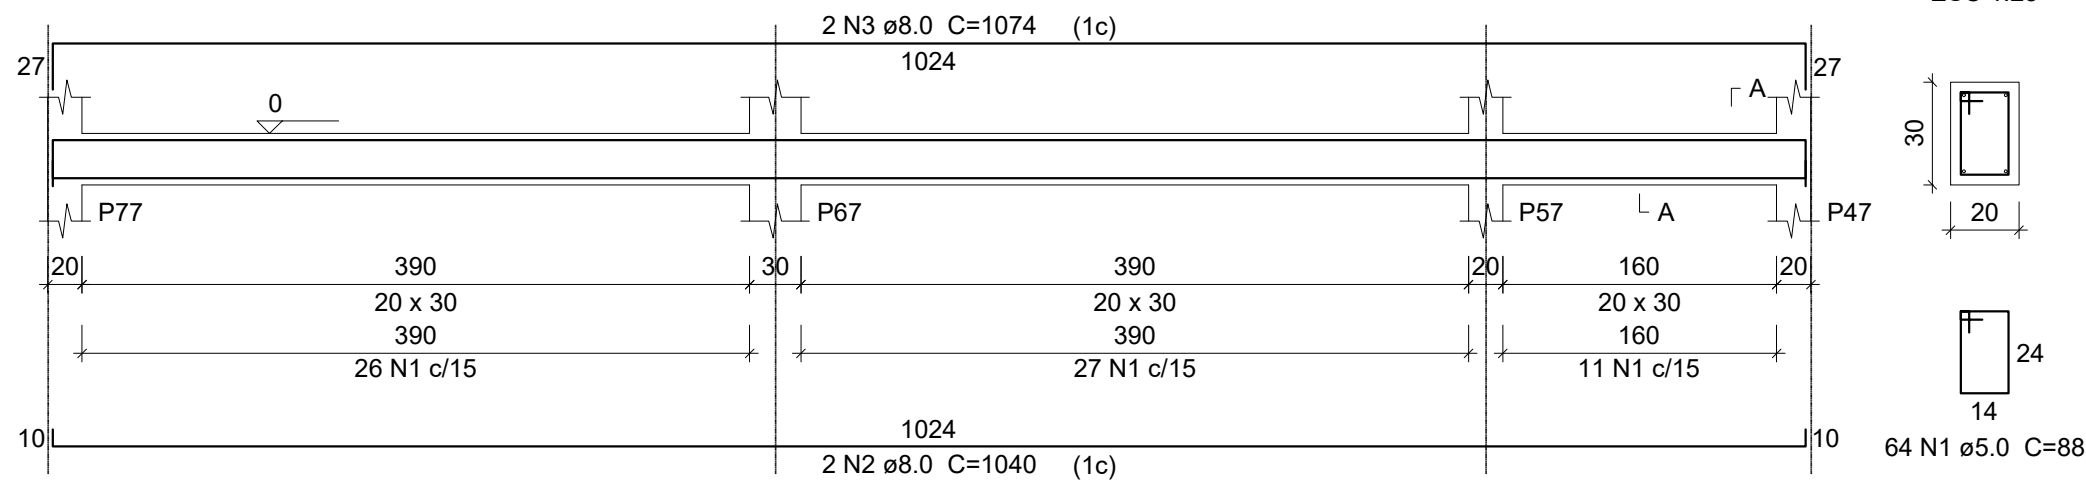 2 N3 ø8.0 C=1074 (1c)
27 1024 27
0
A
30
P77 P67 P57 A P47
20
20 390 30 390 20 160 20
20 x 30 20 x 30 20 x 30
390 390 160
26 N1 c/15 27 N1 c/15 11 N1 c/15
24
14
10 1024 10
64 N1 ø5.0 C=88
2 N2 ø8.0 C=1040 (1c)